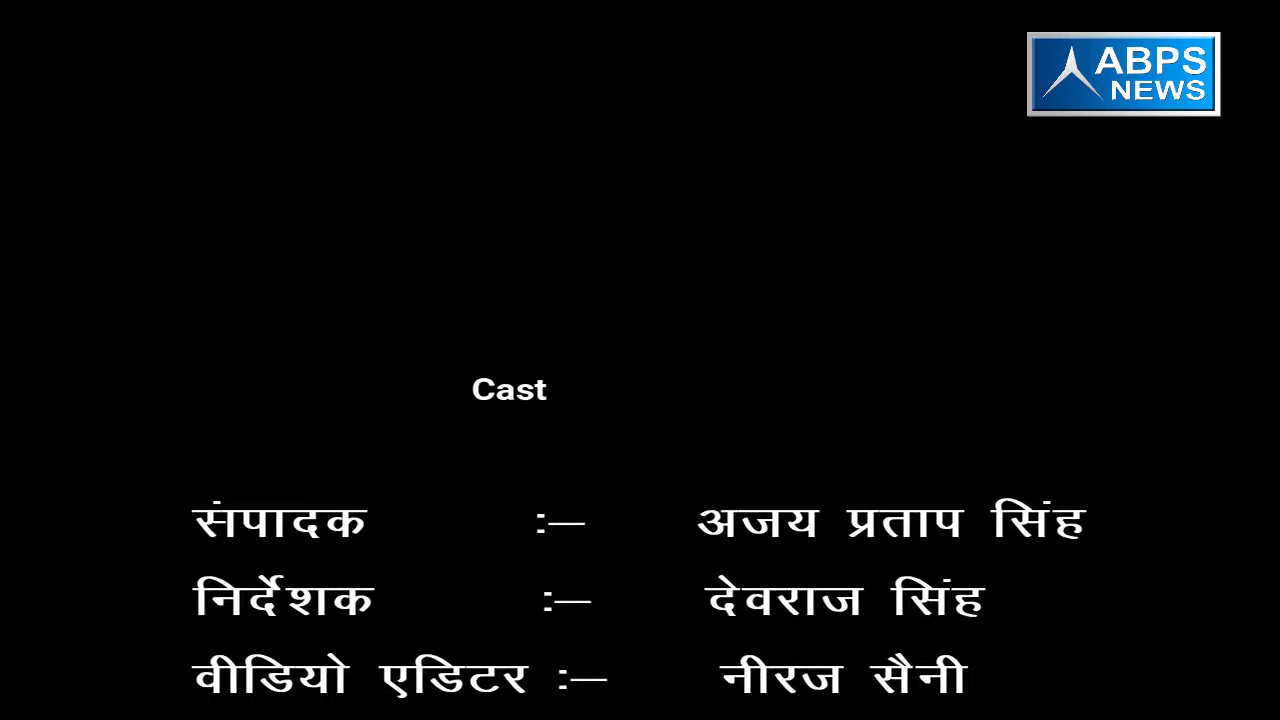 ABPS
NEWS
Cast
संपादक :— अजय प्रताप सिंह
निर्देशक :— देवराज सिंह
वीडियो एडिटर :— नीरज सैनी